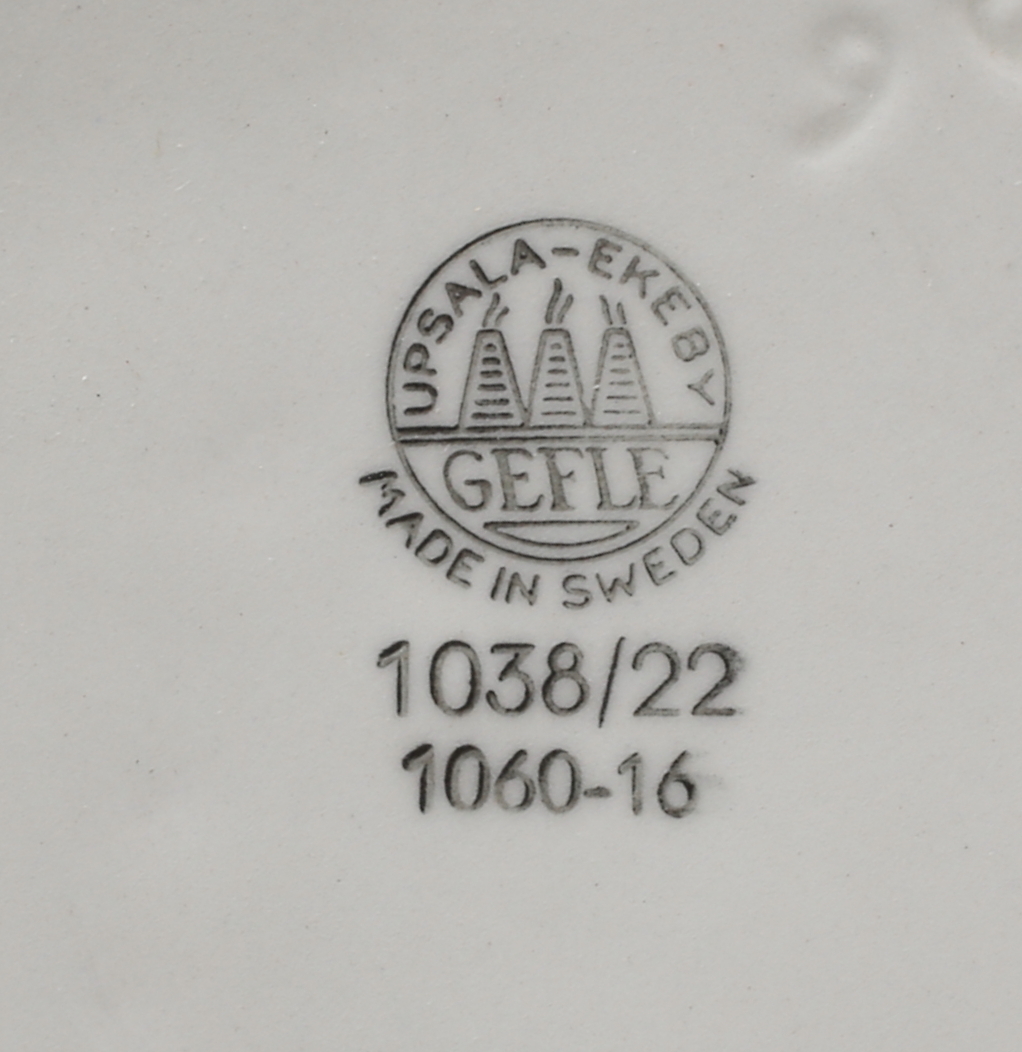 UPSALA-EKEBY
GEFLE
MADE IN SWEDEN
1038/22
1060-16